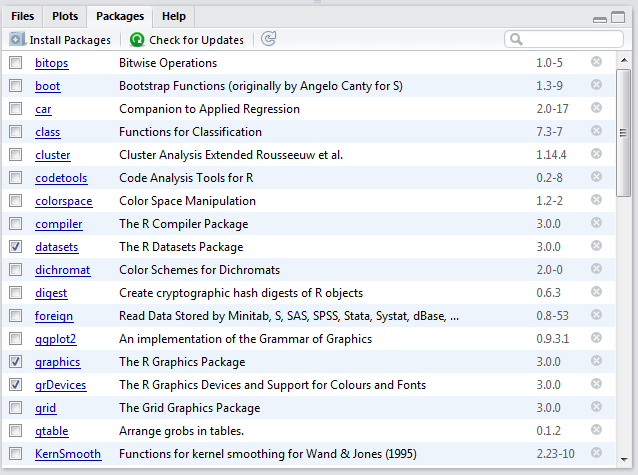 Files Plots Packages Help
Install Packages Check for Updates
bitops Bitwise Operations 1.0-5
boot Bootstrap Functions (originally by Angelo Canty for S) 1.3-9
car Companion to Applied Regression 2.0-17
class Functions for Classification 7.3-7
cluster Cluster Analysis Extended Rousseeuw et al. 1.14.4
codetools Code Analysis Tools for R 0.2-8
colorspace Color Space Manipulation 1.2-2
compiler The R Compiler Package 3.0.0
datasets The R Datasets Package 3.0.0
dichromat Color Schemes for Dichromats 2.0-0
digest Create cryptographic hash digests of R objects 0.6.3
foreign Read Data Stored by Minitab, S, SAS, SPSS, Stata, Systat, dBase, ... 0.8-53
ggplot2 An implementation of the Grammar of Graphics 0.9.3.1
graphics The R Graphics Package 3.0.0
grDevices The R Graphics Devices and Support for Colours and Fonts 3.0.0
grid The Grid Graphics Package 3.0.0
gtable Arrange grobs in tables. 0.1.2
KernSmooth Functions for kernel smoothing for Wand & Jones (1995) 2.23-10